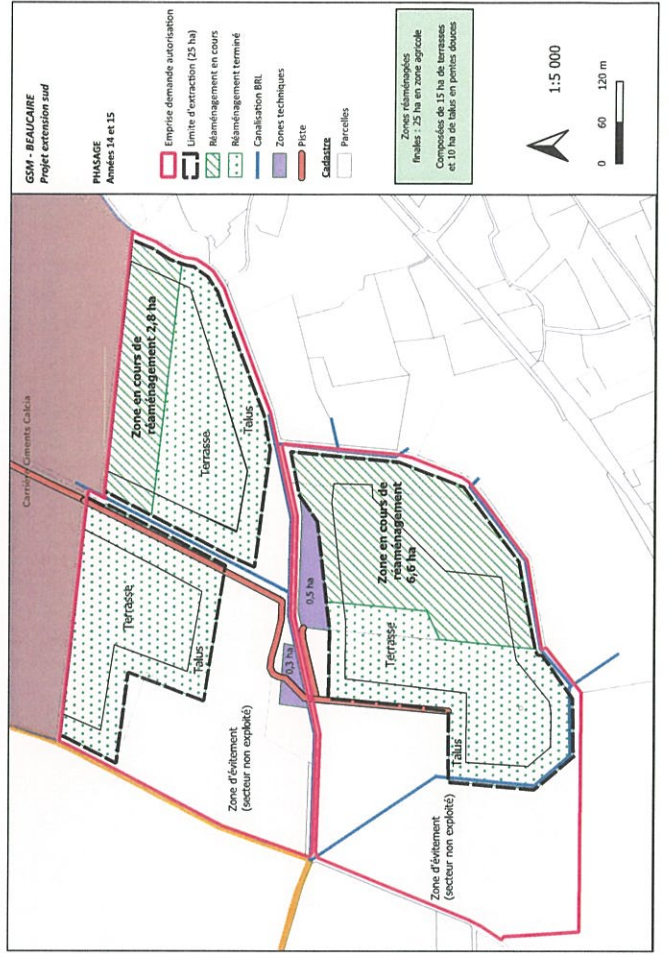 GSM - BEAUCAIRE
Projet extension sud
PHASAGE
Années 14 et 15
Emprise demande autorisation
Limite d'extraction (25 ha)
Réaménagement en cours
Réaménagement terminé
Canalisation BRL
Zones techniques
Piste
Cadastre
Parcelles
Zones réaménagées
finales : 25 ha en zone agricole
Composées de 15 ha de terrasses
et 10 ha de talus en pentes douces
1:5 000
0 60 120 m
Carrière Ciments Calcia
Zone en cours de
réaménagement 2,8 ha
Terrasse
Talus
Terrasse
Talus
Zone d'évitement
(secteur non exploité)
0,3 ha
0,5 ha
Zone en cours de
réaménagement
6,6 ha
Terrasse
Talus
Zone d'évitement
(secteur non exploité)